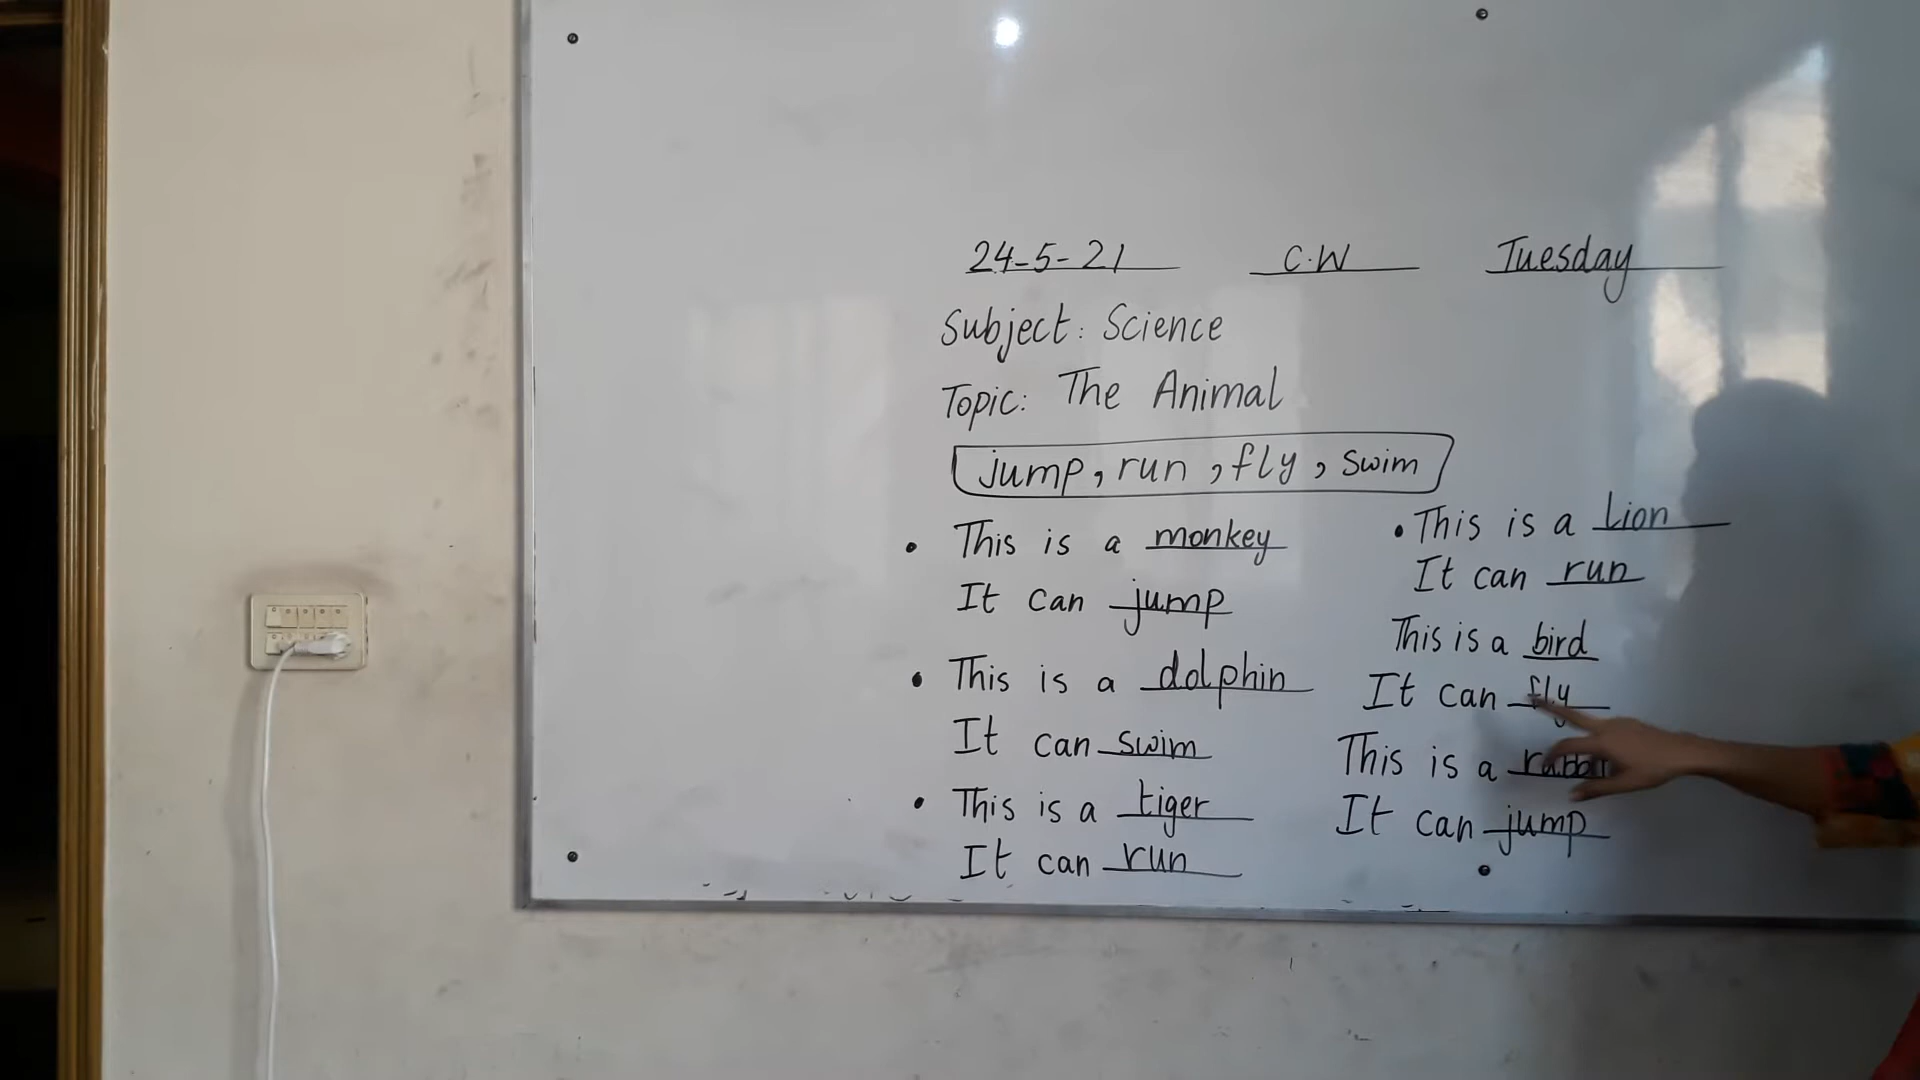 24-5-21 C.W Tuesday
Subject: Science
Topic: The Animal
jump, run, fly, swim
• This is a monkey
It can jump
• This is a dolphin
It can swim
• This is a tiger
It can run
• This is a Lion
It can run
This is a bird
It can fly
This is a rabbit
It can jump